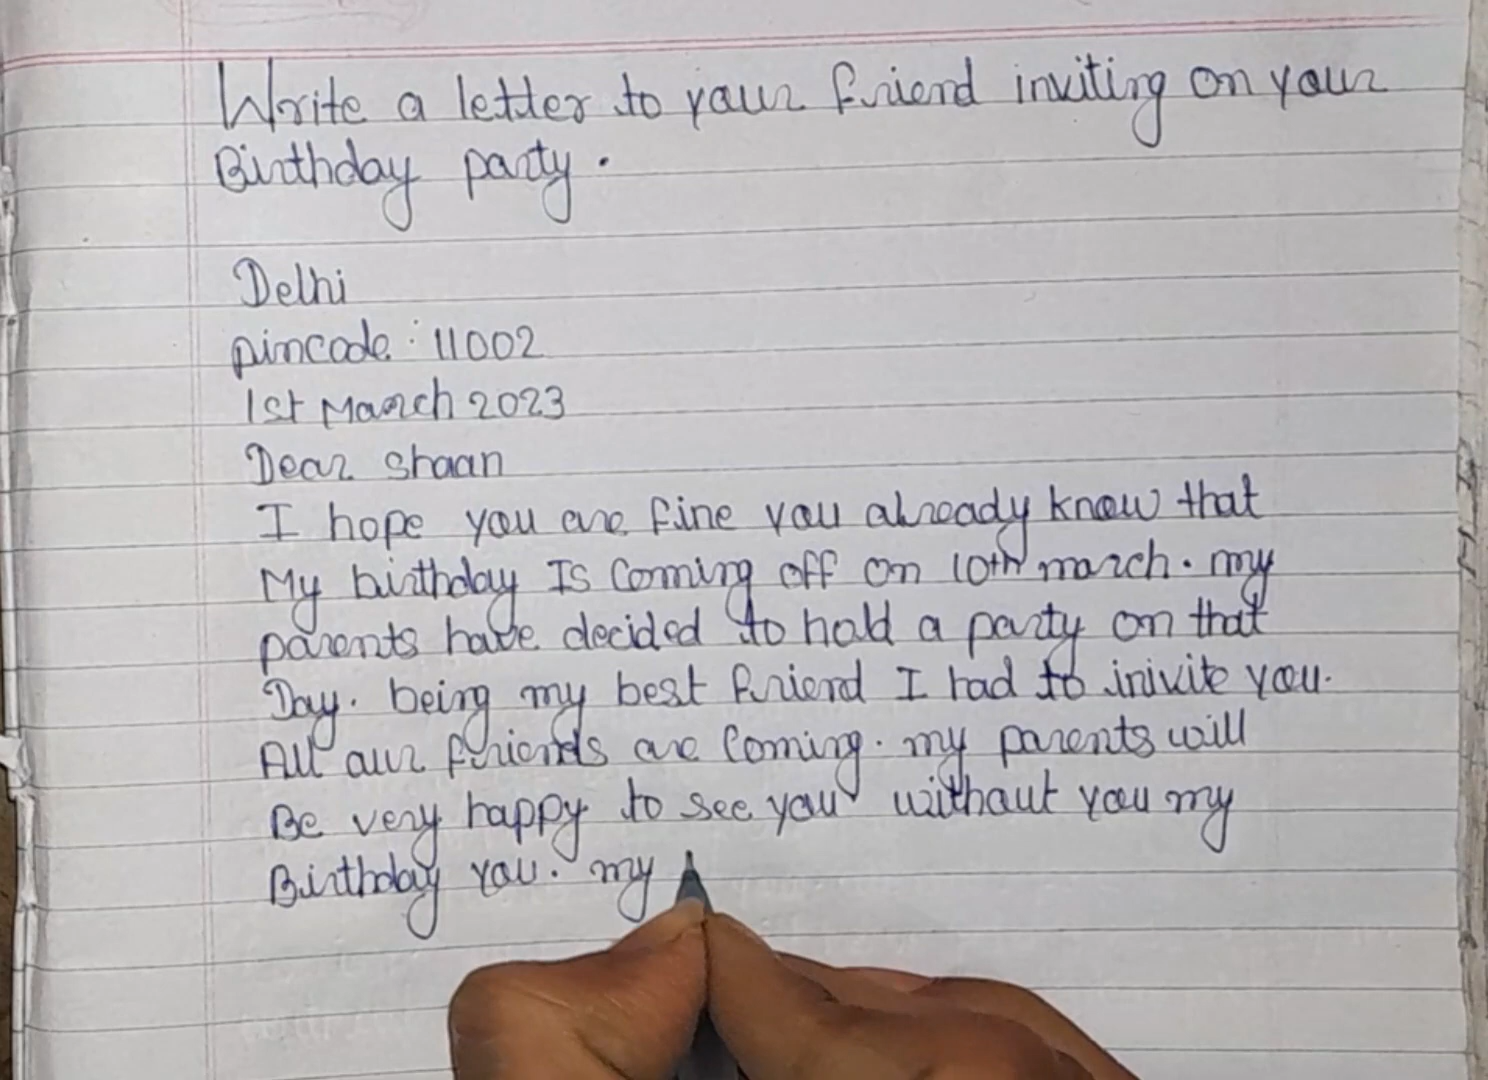 Write a letter to your friend inviting on your
Birthday party.
Delhi
pincode : 11002
1st March 2023
Dear shaan
I hope you are fine you already know that
My birthday Is Coming off on 10th march. my
parents have decided to hold a party on that
Day. being my best friend I had to inivite you.
All our friends are Coming. my parents will
Be very happy to see you without you my
Birthday you. my